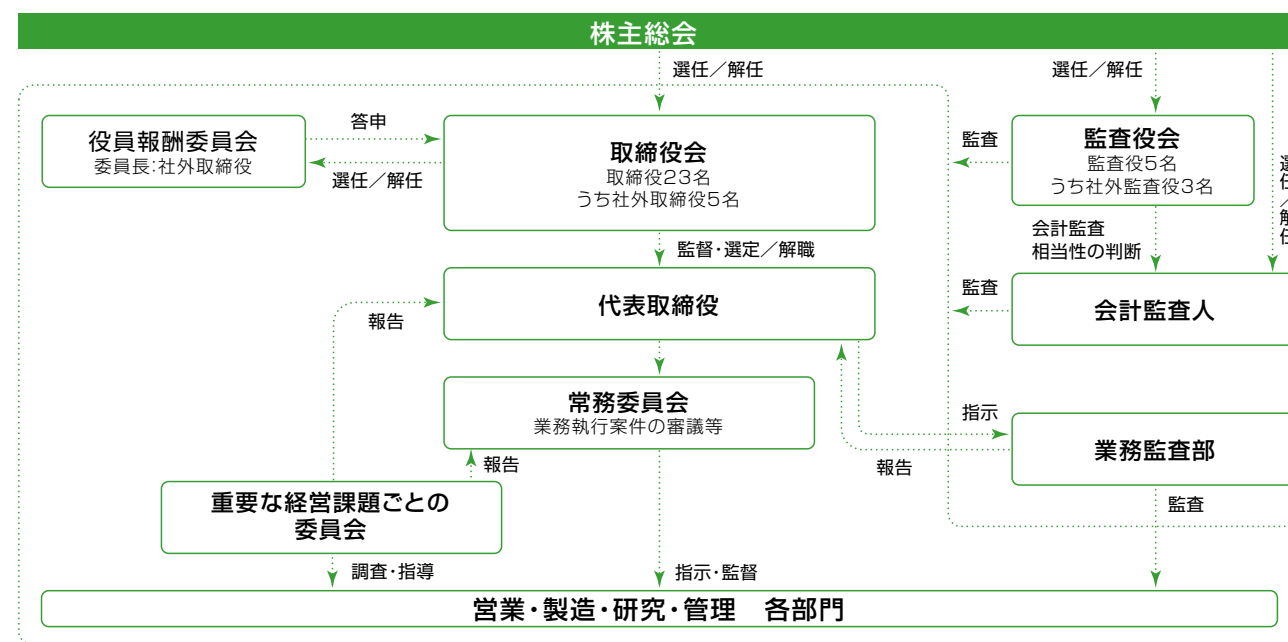 株主総会
選任／解任
選任／解任
選任／解任
役員報酬委員会
委員長:社外取締役
答申
選任／解任
取締役会
取締役23名
うち社外取締役5名
監査
監査役会
監査役5名
うち社外監査役3名
監督・選定／解職
会計監査
相当性の判断
代表取締役
報告
監査
会計監査人
常務委員会
業務執行案件の審議等
指示
報告
業務監査部
報告
重要な経営課題ごとの
委員会
監査
調査・指導
指示・監督
営業・製造・研究・管理　各部門